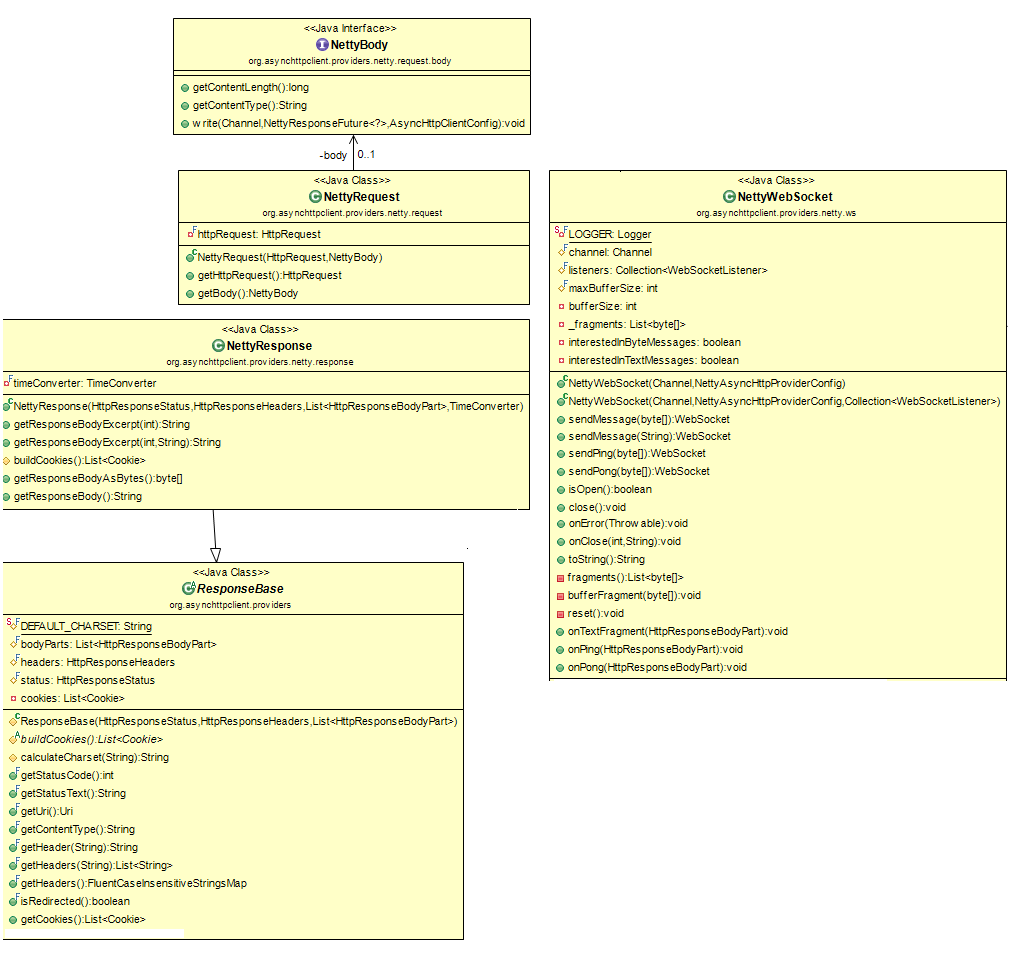 <<Java Interface>>
NettyBody
org.asynchttpclient.providers.netty.request.body
getContentLength():long
getContentType():String
write(Channel,NettyResponseFuture<?>,AsyncHttpClientConfig):void
-body 0..1
<<Java Class>>
NettyRequest
org.asynchttpclient.providers.netty.request
httpRequest: HttpRequest
NettyRequest(HttpRequest,NettyBody)
getHttpRequest():HttpRequest
getBody():NettyBody
<<Java Class>>
NettyResponse
org.asynchttpclient.providers.netty.response
timeConverter: TimeConverter
NettyResponse(HttpResponseStatus,HttpResponseHeaders,List<HttpResponseBodyPart>,TimeConverter)
getResponseBodyExcerpt(int):String
getResponseBodyExcerpt(int,String):String
buildCookies():List<Cookie>
getResponseBodyAsBytes():byte[]
getResponseBody():String
<<Java Class>>
ResponseBase
org.asynchttpclient.providers
DEFAULT_CHARSET: String
bodyParts: List<HttpResponseBodyPart>
headers: HttpResponseHeaders
status: HttpResponseStatus
cookies: List<Cookie>
ResponseBase(HttpResponseStatus,HttpResponseHeaders,List<HttpResponseBodyPart>)
buildCookies():List<Cookie>
calculateCharset(String):String
getStatusCode():int
getStatusText():String
getUri():Uri
getContentType():String
getHeader(String):String
getHeaders(String):List<String>
getHeaders():FluentCaseInsensitiveStringsMap
isRedirected():boolean
getCookies():List<Cookie>
<<Java Class>>
NettyWebSocket
org.asynchttpclient.providers.netty.ws
LOGGER: Logger
channel: Channel
listeners: Collection<WebSocketListener>
maxBufferSize: int
bufferSize: int
_fragments: List<byte[]>
interestedInByteMessages: boolean
interestedInTextMessages: boolean
NettyWebSocket(Channel,NettyAsyncHttpProviderConfig)
NettyWebSocket(Channel,NettyAsyncHttpProviderConfig,Collection<WebSocketListener>)
sendMessage(byte[]):WebSocket
sendMessage(String):WebSocket
sendPing(byte[]):WebSocket
sendPong(byte[]):WebSocket
isOpen():boolean
close():void
onError(Throwable):void
onClose(int,String):void
toString():String
fragments():List<byte[]>
bufferFragment(byte[]):void
reset():void
onTextFragment(HttpResponseBodyPart):void
onPing(HttpResponseBodyPart):void
onPong(HttpResponseBodyPart):void